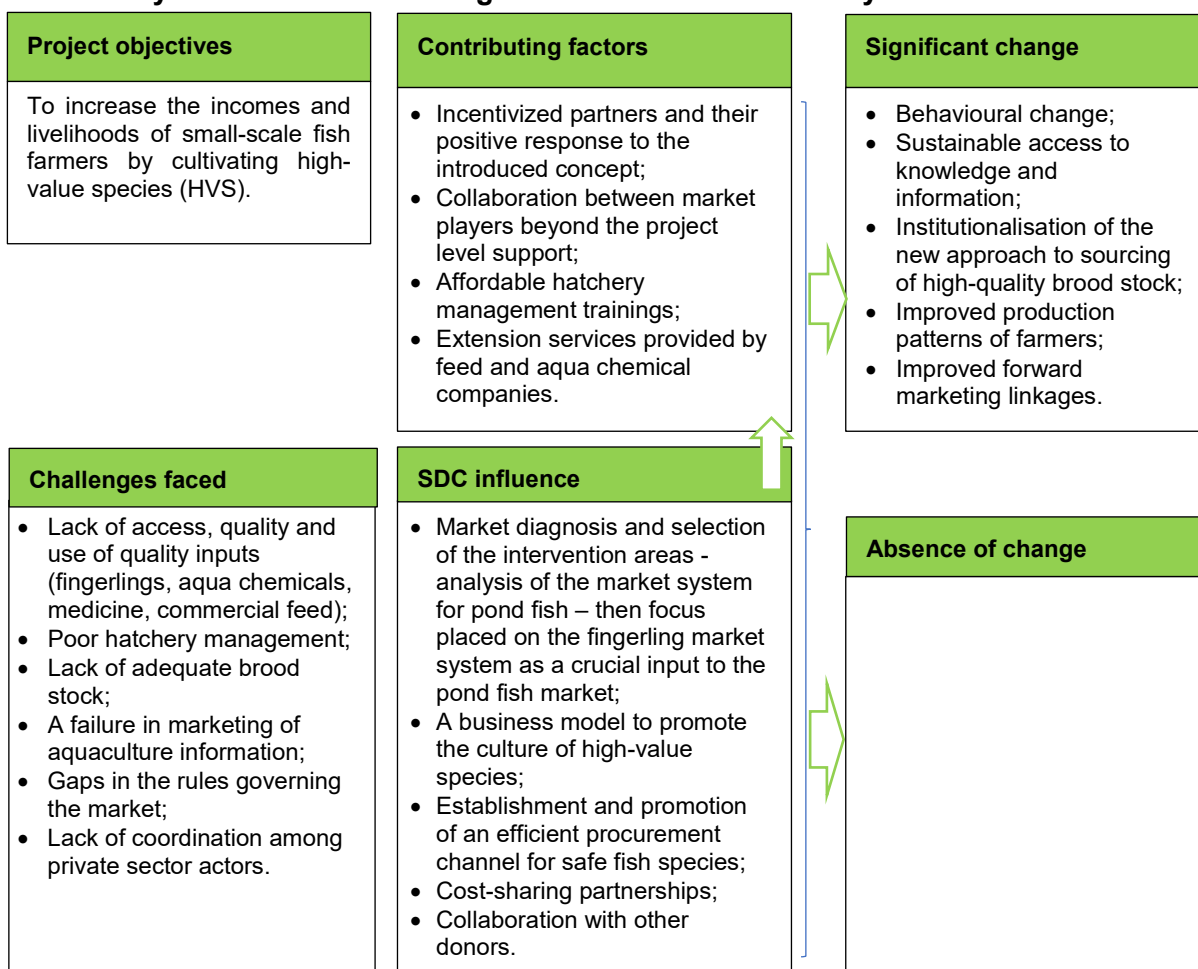 Project objectives
To increase the incomes and
livelihoods of small-scale fish
farmers by cultivating high-
value species (HVS).
Contributing factors
• Incentivized partners and their
positive response to the
introduced concept;
• Collaboration between market
players beyond the project
level support;
• Affordable hatchery
management trainings;
• Extension services provided by
feed and aqua chemical
companies.
Significant change
• Behavioural change;
• Sustainable access to
knowledge and
information;
• Institutionalisation of the
new approach to sourcing
of high-quality brood stock;
• Improved production
patterns of farmers;
• Improved forward
marketing linkages.
Challenges faced
• Lack of access, quality and
use of quality inputs
(fingerlings, aqua chemicals,
medicine, commercial feed);
• Poor hatchery management;
• Lack of adequate brood
stock;
• A failure in marketing of
aquaculture information;
• Gaps in the rules governing
the market;
• Lack of coordination among
private sector actors.
SDC influence
• Market diagnosis and selection
of the intervention areas -
analysis of the market system
for pond fish – then focus
placed on the fingerling market
system as a crucial input to the
pond fish market;
• A business model to promote
the culture of high-value
species;
• Establishment and promotion
of an efficient procurement
channel for safe fish species;
• Cost-sharing partnerships;
• Collaboration with other
donors.
Absence of change